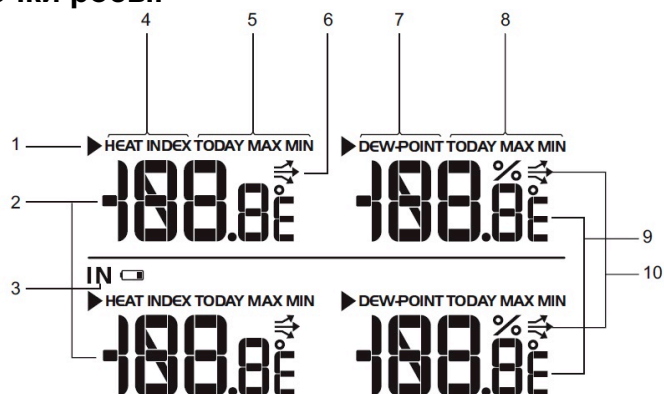 росы.
4 5 6 7 8
1 HEAT INDEX TODAY MAX MIN DEW-POINT TODAY MAX MIN
2 -188.8° -188.8° %
9
IN
10
3
HEAT INDEX TODAY MAX MIN DEW-POINT TODAY MAX MIN
-188.8° -188.8° %